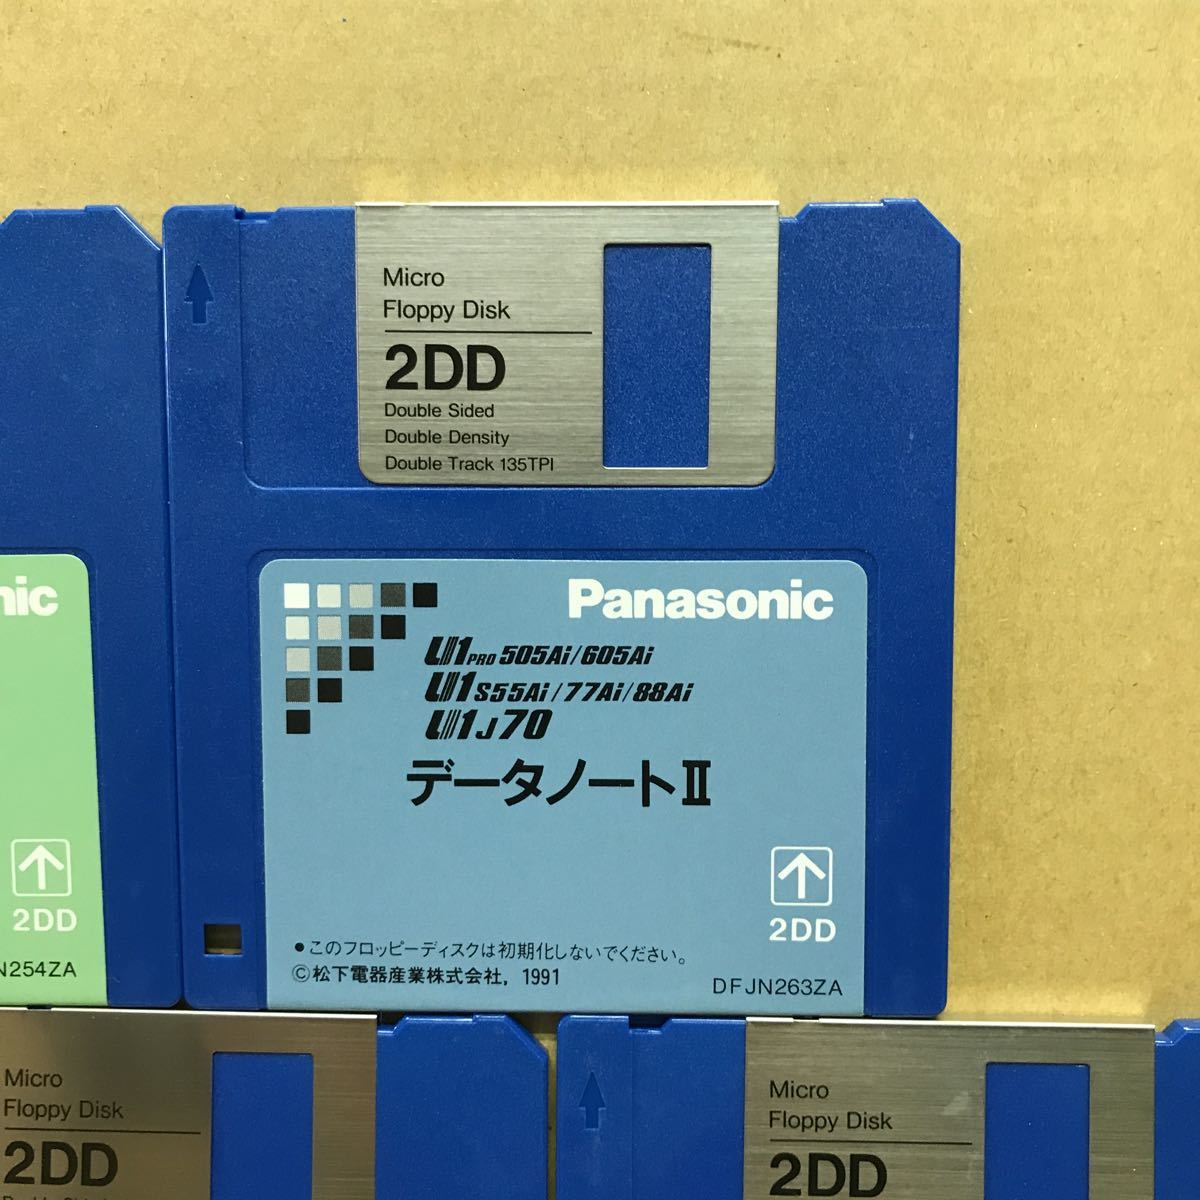 Micro
Floppy Disk
2DD
Double Sided
Double Density
Double Track 135TPI
Panasonic
U1PRO 505Ai/605Ai
U1S55Ai/77Ai/88Ai
U1J70
データノートII
2DD
●このフロッピーディスクは初期化しないでください。
©松下電器産業株式会社, 1991
DFJN263ZA
nic
2DD
N254ZA
Micro
Floppy Disk
2DD
Micro
Floppy Disk
2DD